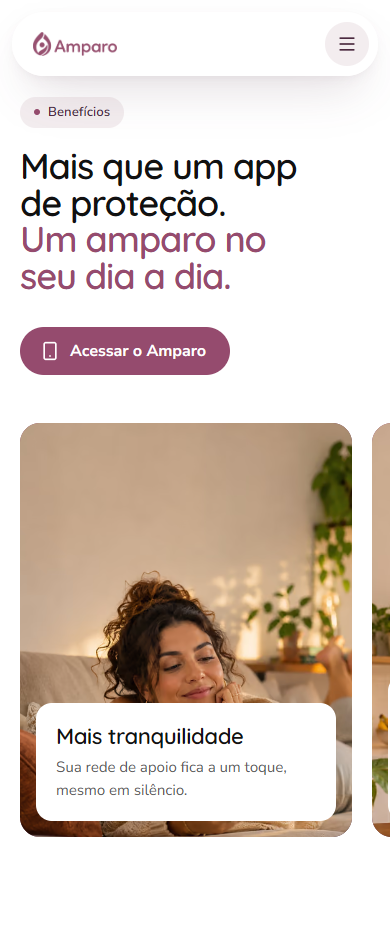 Amparo
Benefícios
Mais que um app
de proteção.
Um amparo no
seu dia a dia.
Acessar o Amparo
Mais tranquilidade
Sua rede de apoio fica a um toque,
mesmo em silêncio.